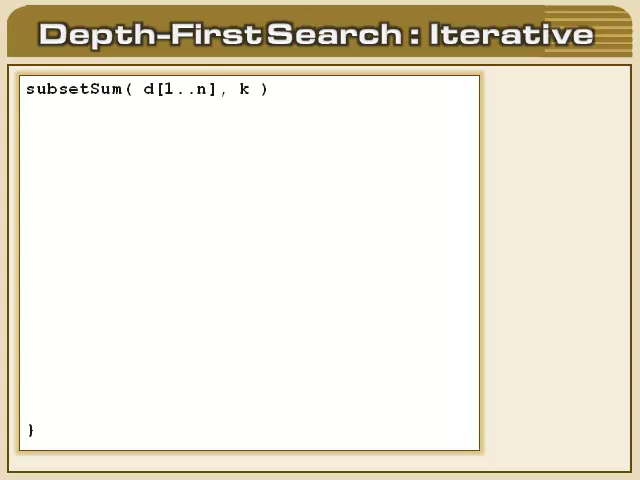 Depth-First Search : Iterative
subsetSum( d[1..n], k )
}